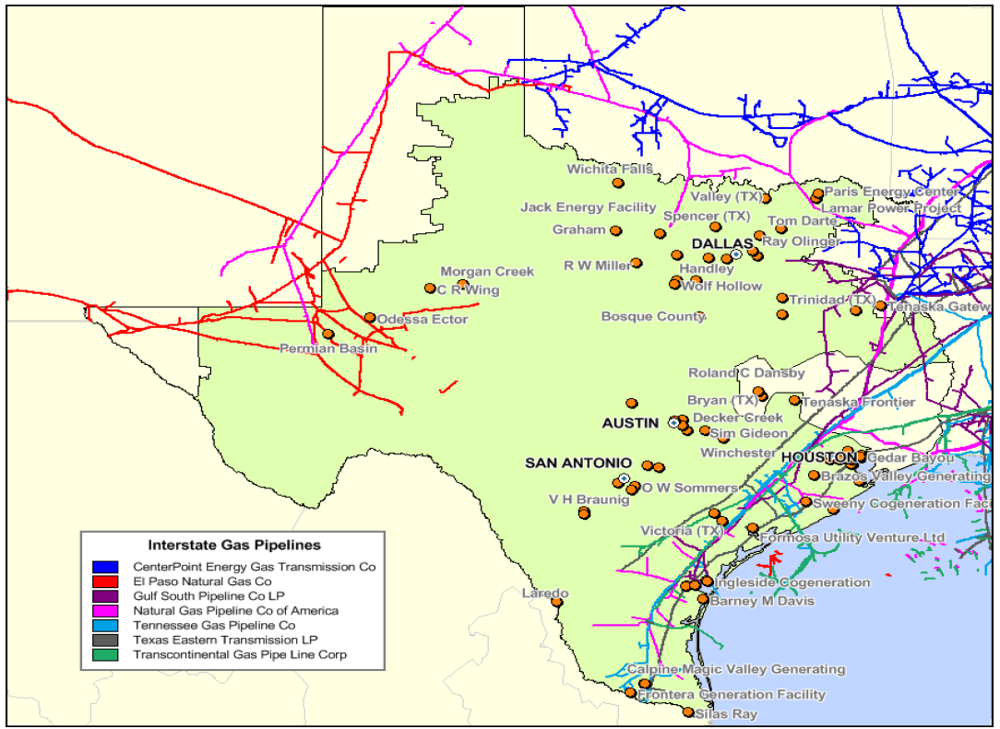 Wichita Falls
Paris Energy Center
Valley (TX)
Jack Energy Facility
Lamar Power Project
Spencer (TX)
Tom Darte
Graham
DALLAS
Ray Olinger
R W Miller
Handley
Morgan Creek
Wolf Hollow
C R Wing
Trinidad (TX)
Tenaska Gatew
Odessa Ector
Bosque County
Permian Basin
Roland C Dansby
Bryan (TX)
Tenaska Frontier
AUSTIN
Decker Creek
Sim Gideon
Winchester
HOUSTON
Cedar Bayou
SAN ANTONIO
Brazos Valley Generating
O W Sommers
V H Braunig
Sweeny Cogeneration Faci
Victoria (TX)
Formosa Utility Venture Ltd
Interstate Gas Pipelines
CenterPoint Energy Gas Transmission Co
El Paso Natural Gas Co
Gulf South Pipeline Co LP
Natural Gas Pipeline Co of America
Tennessee Gas Pipeline Co
Texas Eastern Transmission LP
Transcontinental Gas Pipe Line Corp
Ingleside Cogeneration
Laredo
Barney M Davis
Calpine Magic Valley Generating
Frontera Generation Facility
Silas Ray